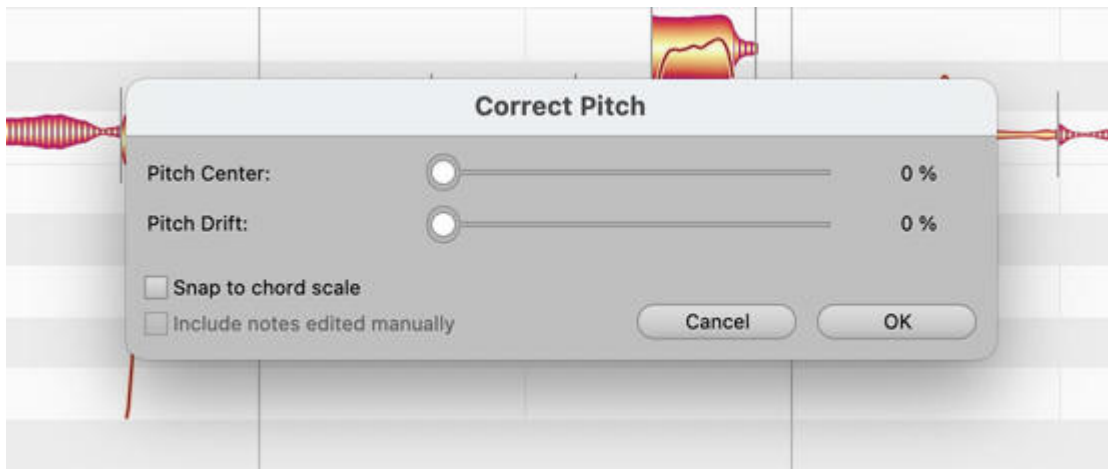 Correct Pitch
Pitch Center: 0 %
Pitch Drift: 0 %
Snap to chord scale
Include notes edited manually
Cancel OK